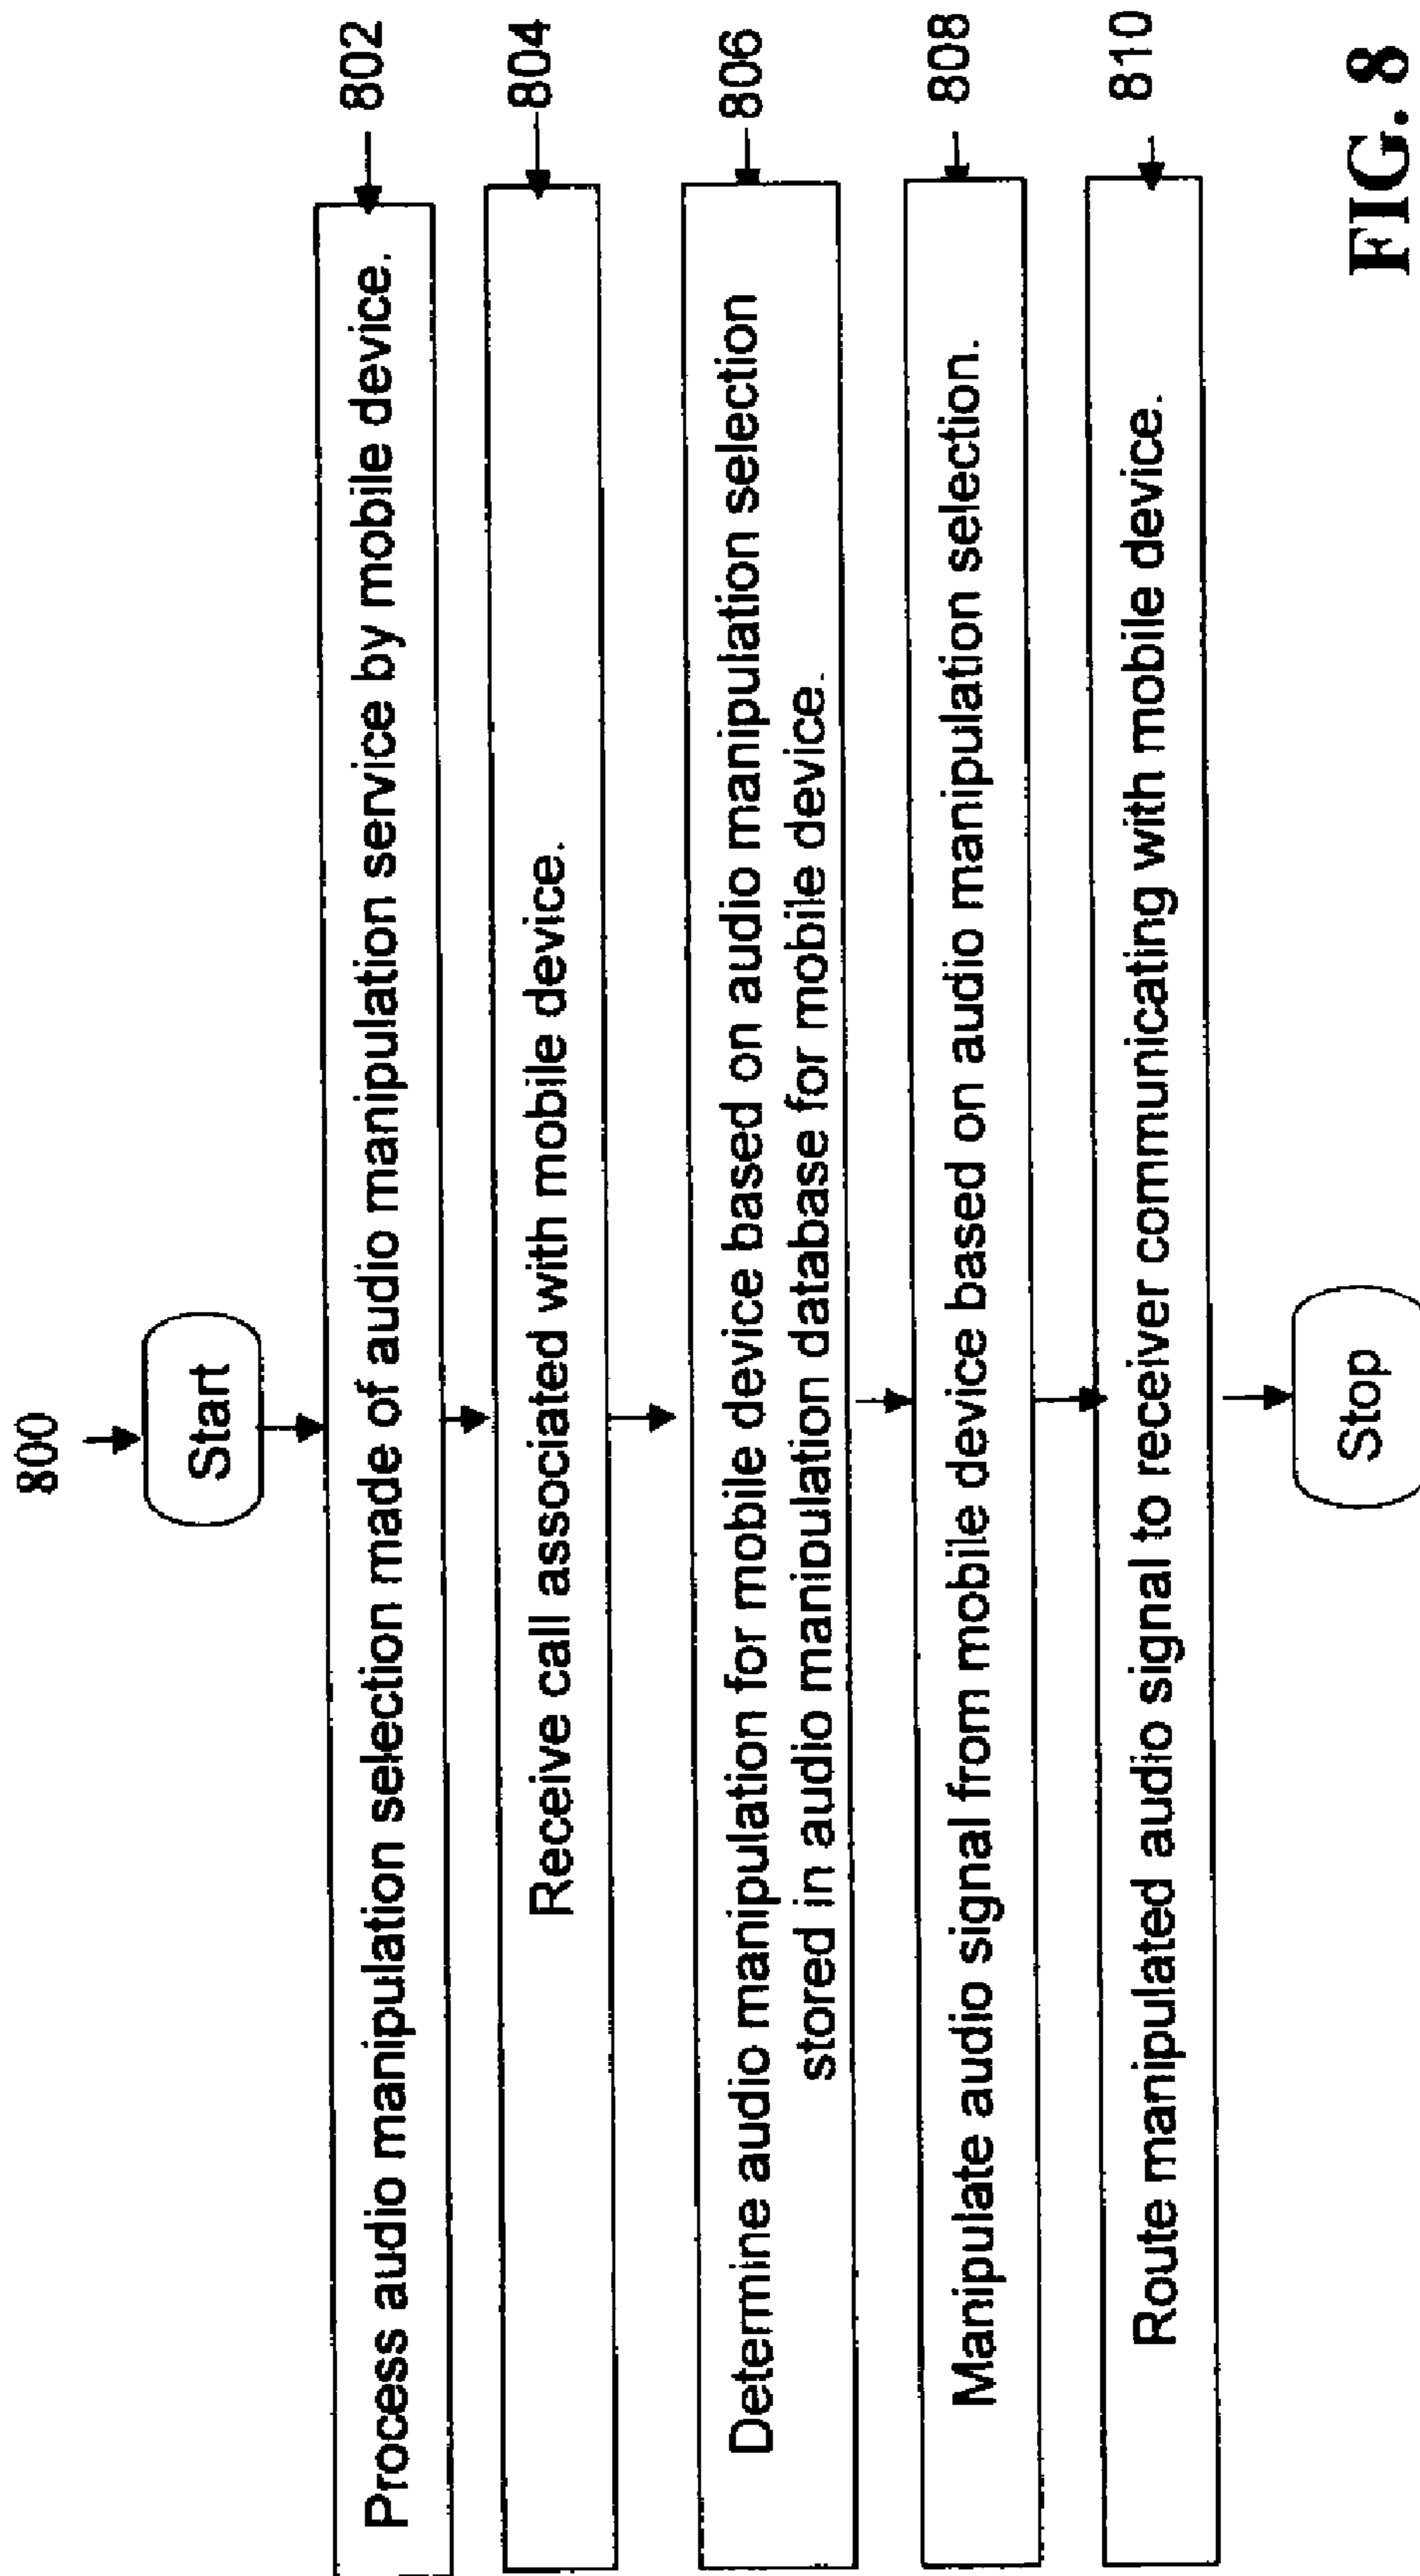 800
Start
Process audio manipulation selection made of audio manipulation service by mobile device.
802
Receive call associated with mobile device.
804
Determine audio manipulation for mobile device based on audio manipulation selection
stored in audio manipulation database for mobile device.
806
Manipulate audio signal from mobile device based on audio manipulation selection.
808
Route manipulated audio signal to receiver communicating with mobile device.
810
Stop
FIG. 8